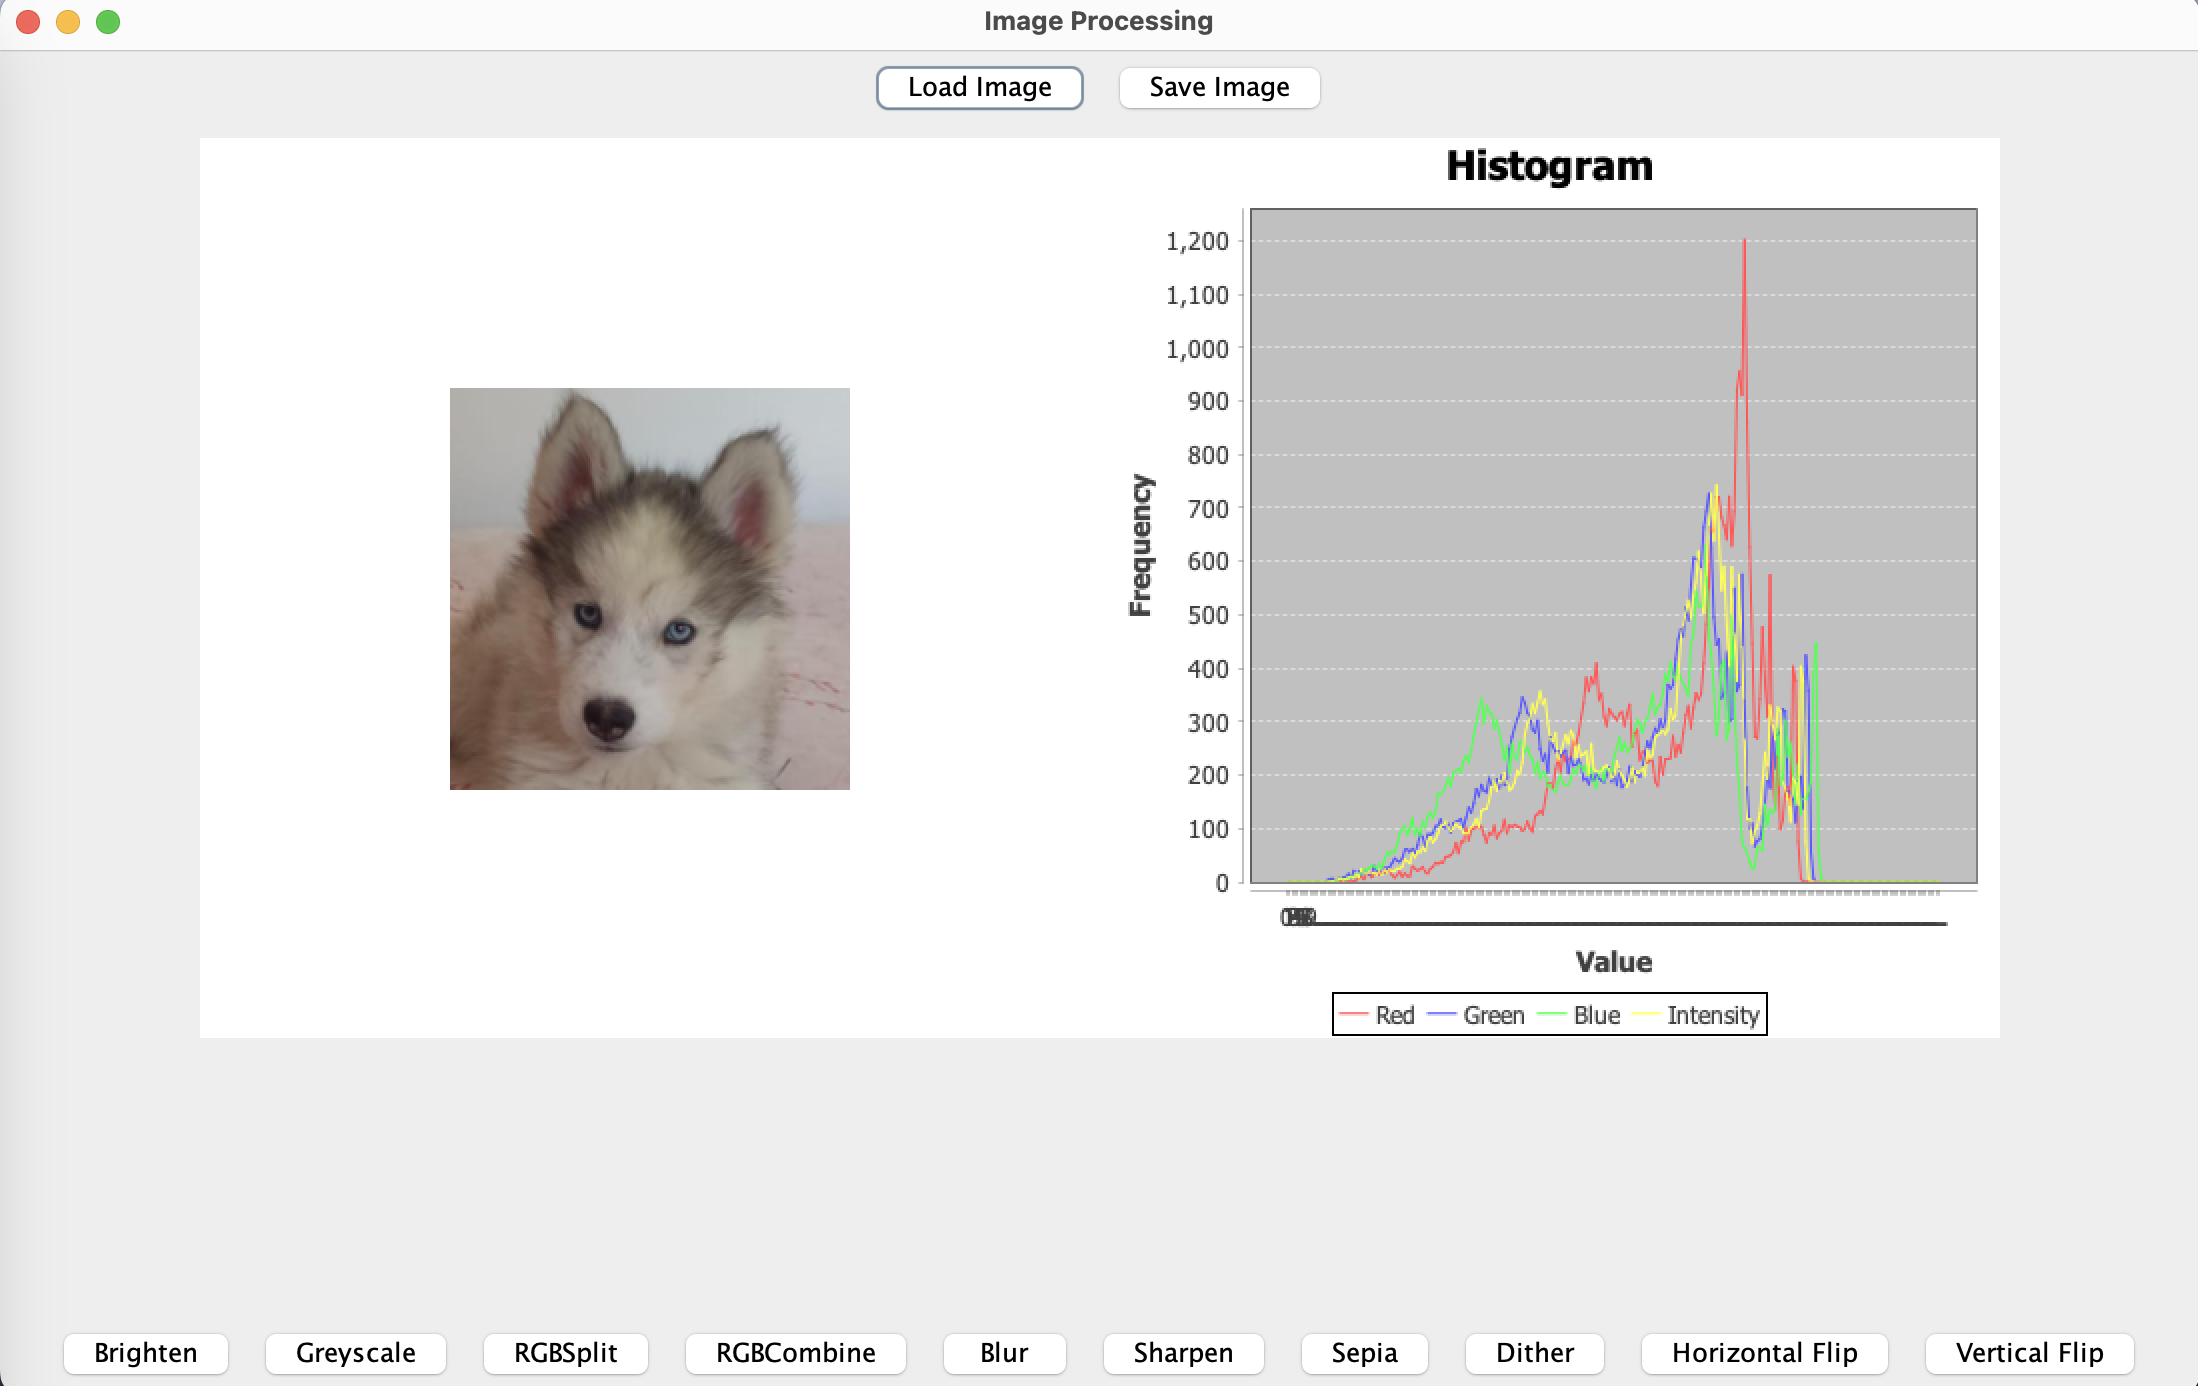 Image Processing
Load Image Save Image
Histogram
1,200
1,100
1,000
900
800
700
600
500
400
300
200
100
0
Frequency
Value
Red Green Blue Intensity
Brighten Greyscale RGBSplit RGBCombine Blur Sharpen Sepia Dither Horizontal Flip Vertical Flip